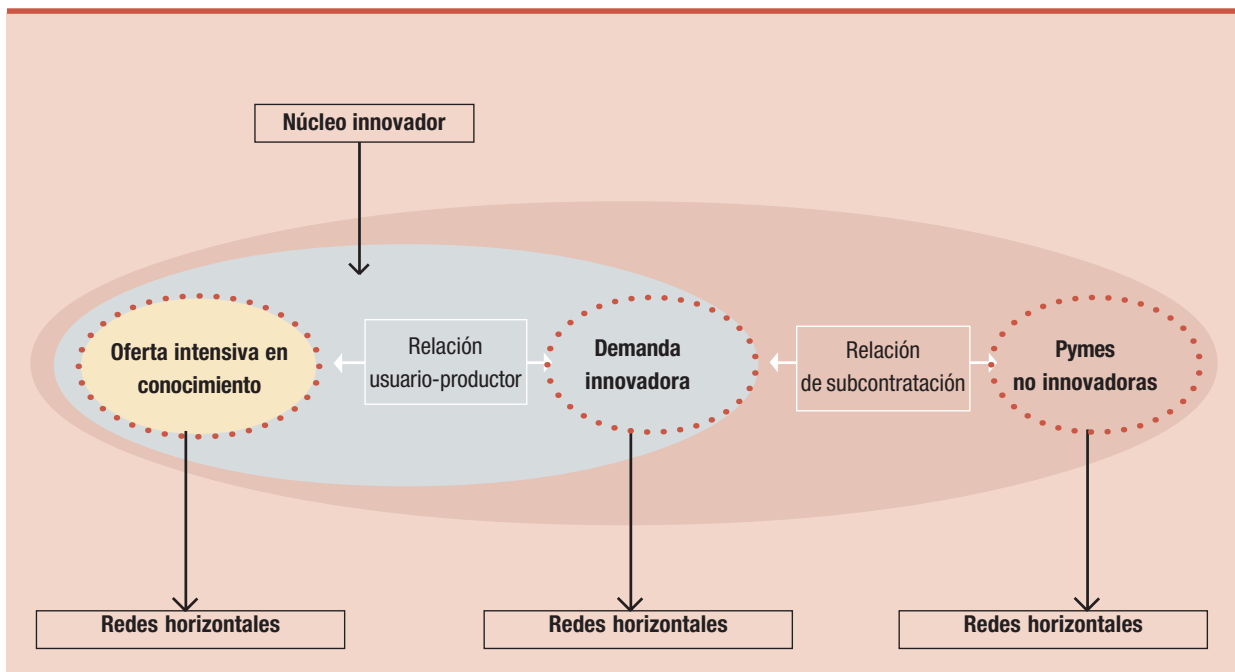 Núcleo innovador
Oferta intensiva en
conocimiento
Relación
usuario-productor
Demanda
innovadora
Relación
de subcontratación
Pymes
no innovadoras
Redes horizontales
Redes horizontales
Redes horizontales